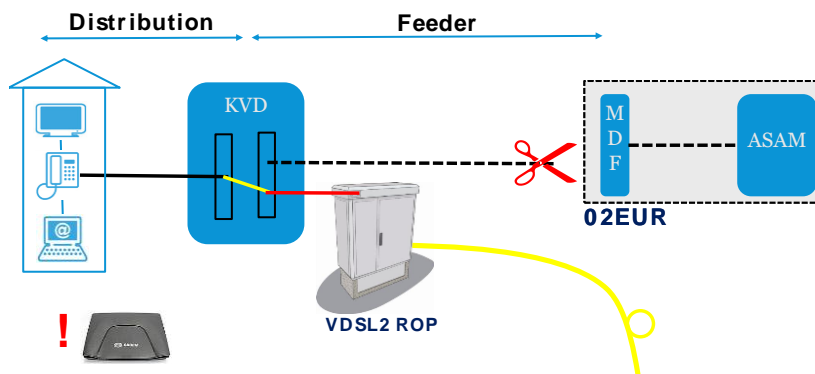 Distribution
Feeder
KVD
M
D
F
ASAM
@
02EUR
VDSL2 ROP
!